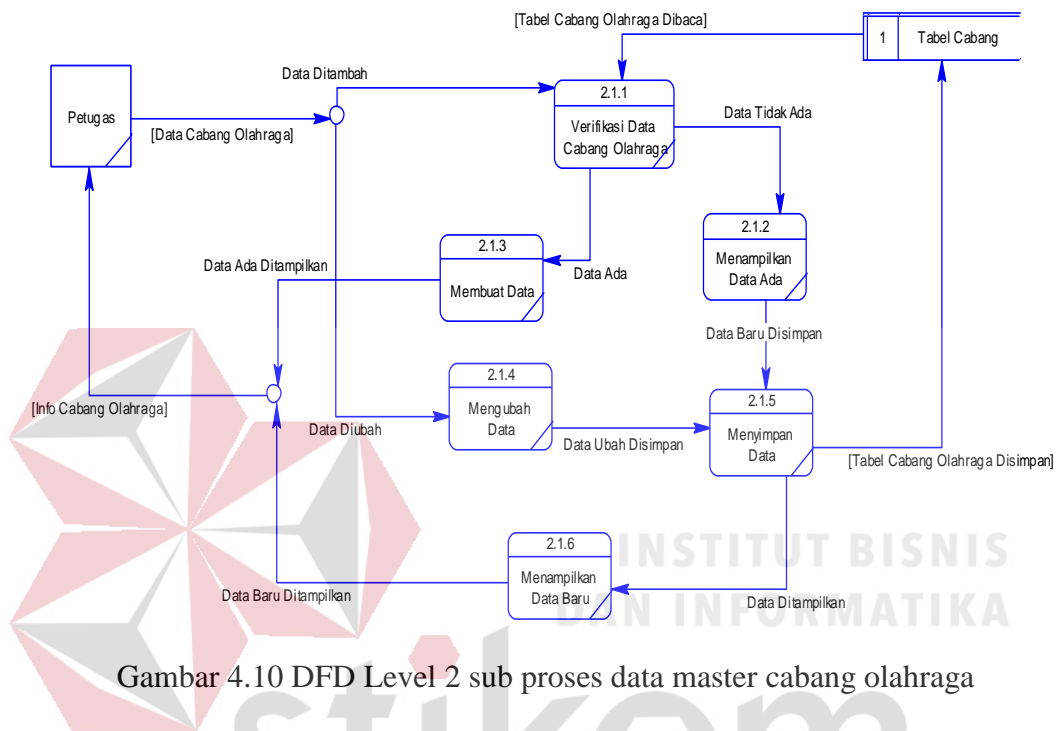 [Tabel Cabang Olahraga Dibaca]
1 Tabel Cabang
Data Ditambah
Petugas
[Data Cabang Olahraga]
2.1.1
Verifikasi Data
Cabang Olahraga
Data Tidak Ada
2.1.2
Menampilkan
Data Ada
2.1.3
Membuat Data
Data Ada Ditampilkan
Data Ada
Data Baru Disimpan
2.1.4
Mengubah
Data
[Info Cabang Olahraga]
Data Diubah
Data Ubah Disimpan
2.1.5
Menyimpan
Data
[Tabel Cabang Olahraga Disimpan]
2.1.6
Menampilkan
Data Baru
Data Baru Ditampilkan
Data Ditampilkan
INSTITUT BISNIS
DAN INFORMATIKA
Gambar 4.10 DFD Level 2 sub proses data master cabang olahraga
stikom